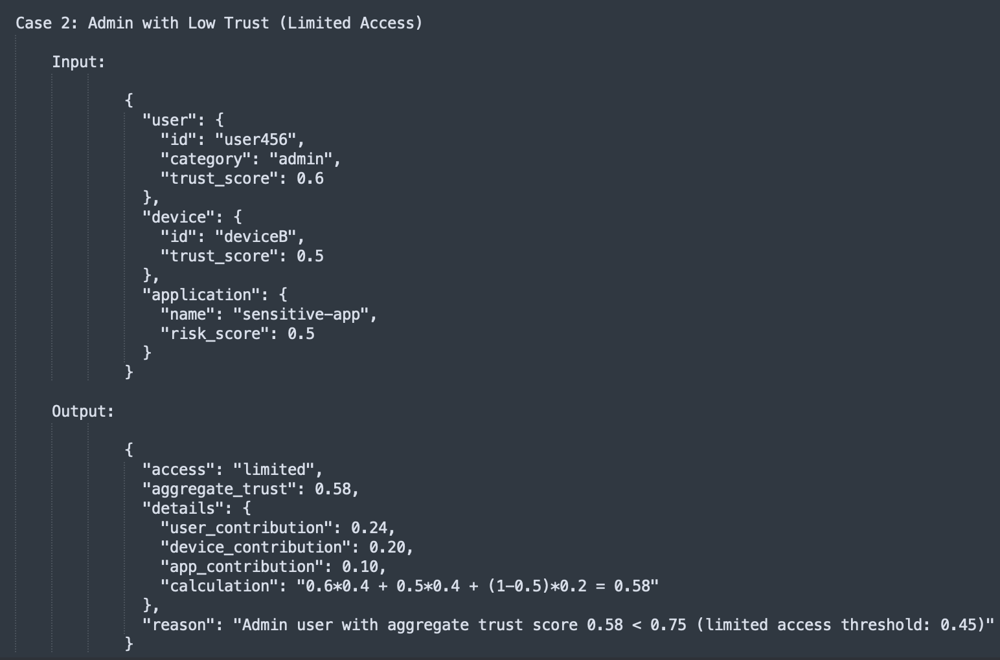 Case 2: Admin with Low Trust (Limited Access)
Input:
{
"user": {
"id": "user456",
"category": "admin",
"trust_score": 0.6
},
"device": {
"id": "deviceB",
"trust_score": 0.5
},
"application": {
"name": "sensitive-app",
"risk_score": 0.5
}
}
Output:
{
"access": "limited",
"aggregate_trust": 0.58,
"details": {
"user_contribution": 0.24,
"device_contribution": 0.20,
"app_contribution": 0.10,
"calculation": "0.6*0.4 + 0.5*0.4 + (1-0.5)*0.2 = 0.58"
},
"reason": "Admin user with aggregate trust score 0.58 < 0.75 (limited access threshold: 0.45)"
}